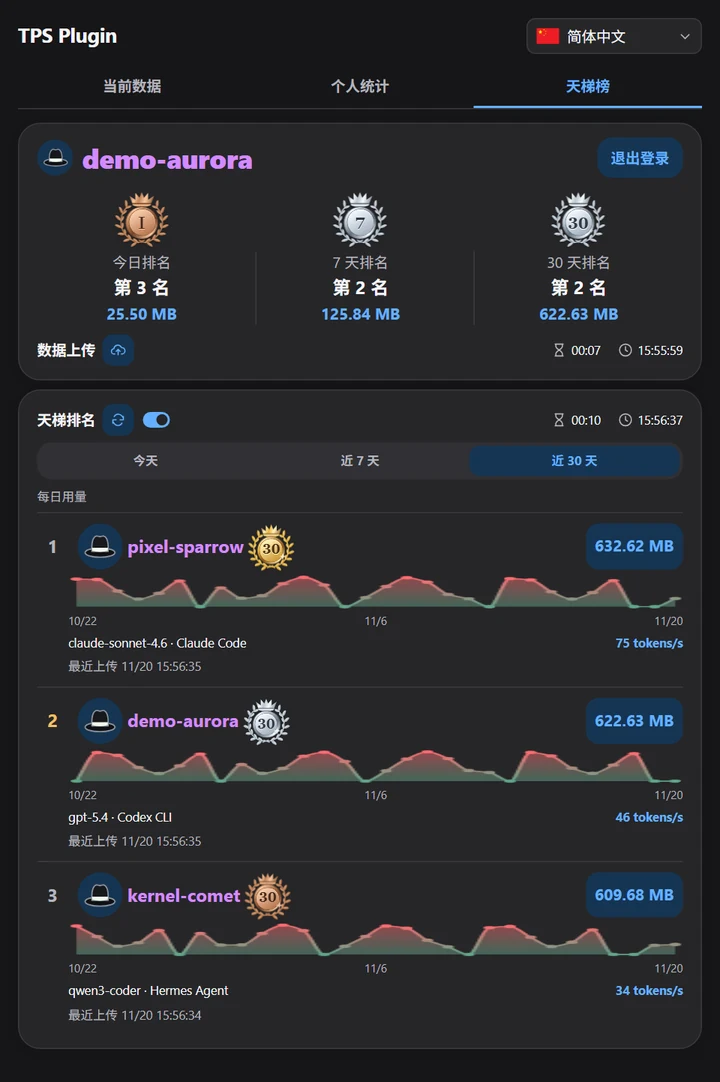 TPS Plugin
简体中文
当前数据 个人统计 天梯榜
demo-aurora
退出登录
I 7 30
今日排名 7 天排名 30 天排名
第 3 名 第 2 名 第 2 名
25.50 MB 125.84 MB 622.63 MB
数据上传 00:07 15:55:59
天梯排名 00:10 15:56:37
今天 近 7 天 近 30 天
每日用量
1 pixel-sparrow 30 632.62 MB
10/22 11/6 11/20
claude-sonnet-4.6 · Claude Code 75 tokens/s
最近上传 11/20 15:56:35
2 demo-aurora 30 622.63 MB
10/22 11/6 11/20
gpt-5.4 · Codex CLI 46 tokens/s
最近上传 11/20 15:56:35
3 kernel-comet 30 609.68 MB
10/22 11/6 11/20
qwen3-coder · Hermes Agent 34 tokens/s
最近上传 11/20 15:56:34